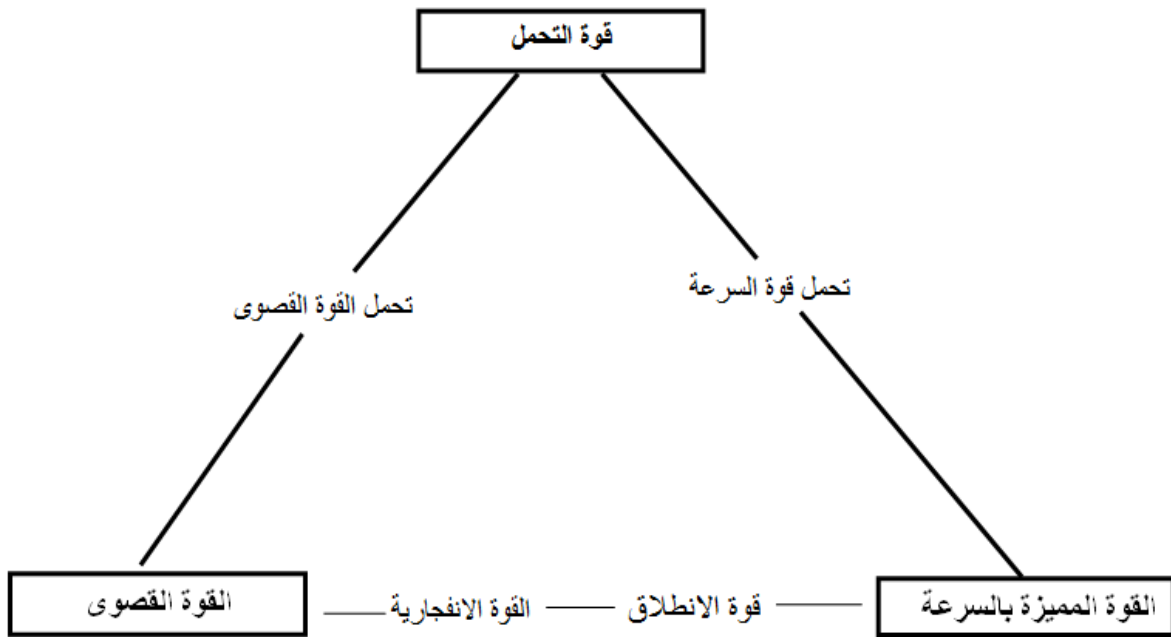 قوة التحمل
تحمل قوة السرعة
تحمل القوة القصوى
القوة المميزة بالسرعة
قوة الانطلاق
القوة الانفجارية
القوة القصوى